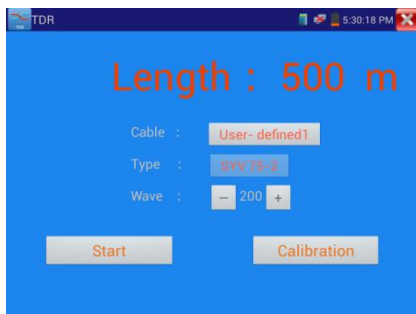 TDR 5:30:18 PM
Length : 500 m
Cable : User- defined1
Type : SYV 75-2
Wave : – 200 +
Start Calibration